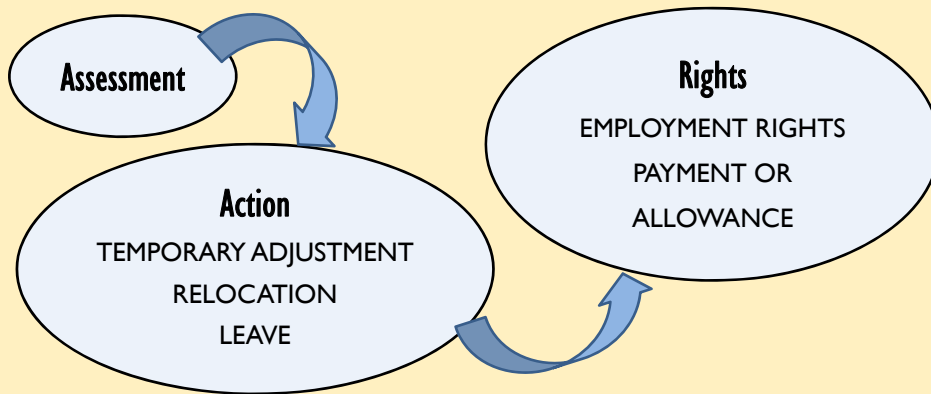 Assessment
Action
TEMPORARY ADJUSTMENT
RELOCATION
LEAVE
Rights
EMPLOYMENT RIGHTS
PAYMENT OR
ALLOWANCE